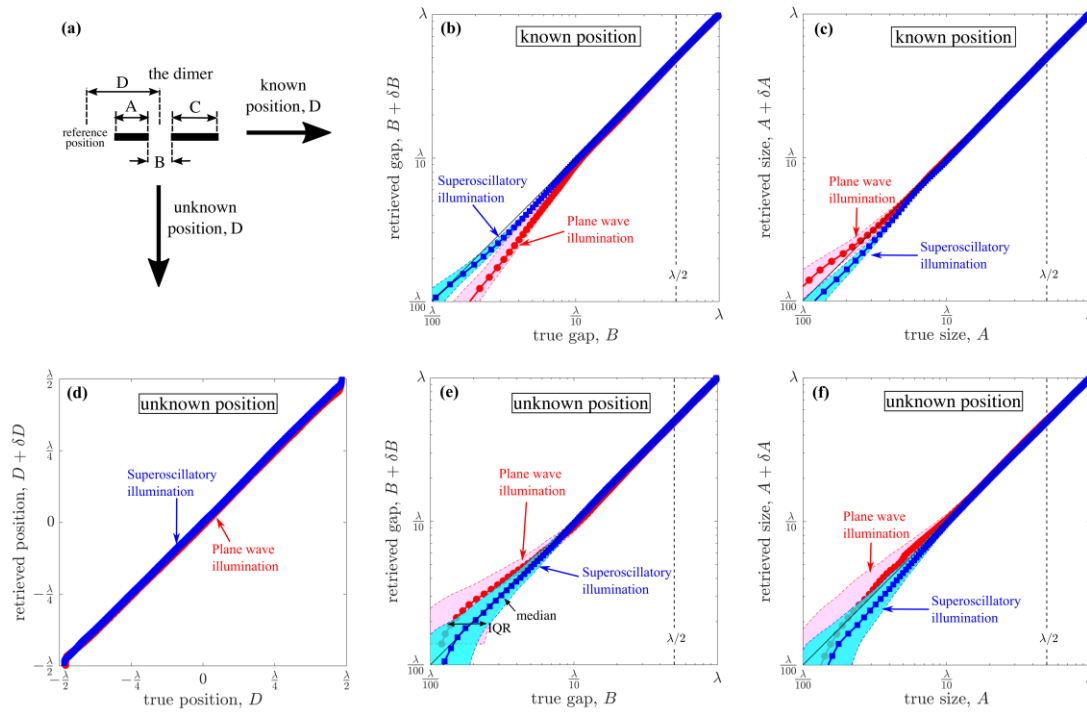 (a)
the dimer
D
A
C
reference
position
B
known
position, D
unknown
position, D
(b)
known position
retrieved gap, B + δB
λ
λ/10
λ/100
Superoscillatory
illumination
Plane wave
illumination
λ/2
λ/100
λ/10
λ
true gap, B
(c)
known position
retrieved size, A + δA
λ
λ/10
λ/100
Plane wave
illumination
Superoscillatory
illumination
λ/2
λ/100
λ/10
true size, A
(d)
unknown position
retrieved position, D + δD
λ/2
λ/4
0
-λ/4
-λ/2
Superoscillatory
illumination
Plane wave
illumination
-λ/2
-λ/4
0
λ/4
λ/2
true position, D
(e)
unknown position
retrieved gap, B + δB
λ
λ/10
λ/100
Plane wave
illumination
Superoscillatory
illumination
median
IQR
λ/2
λ/100
λ/10
λ
true gap, B
(f)
unknown position
retrieved size, A + δA
λ
λ/10
λ/100
Plane wave
illumination
Superoscillatory
illumination
λ/2
λ/100
λ/10
true size, A